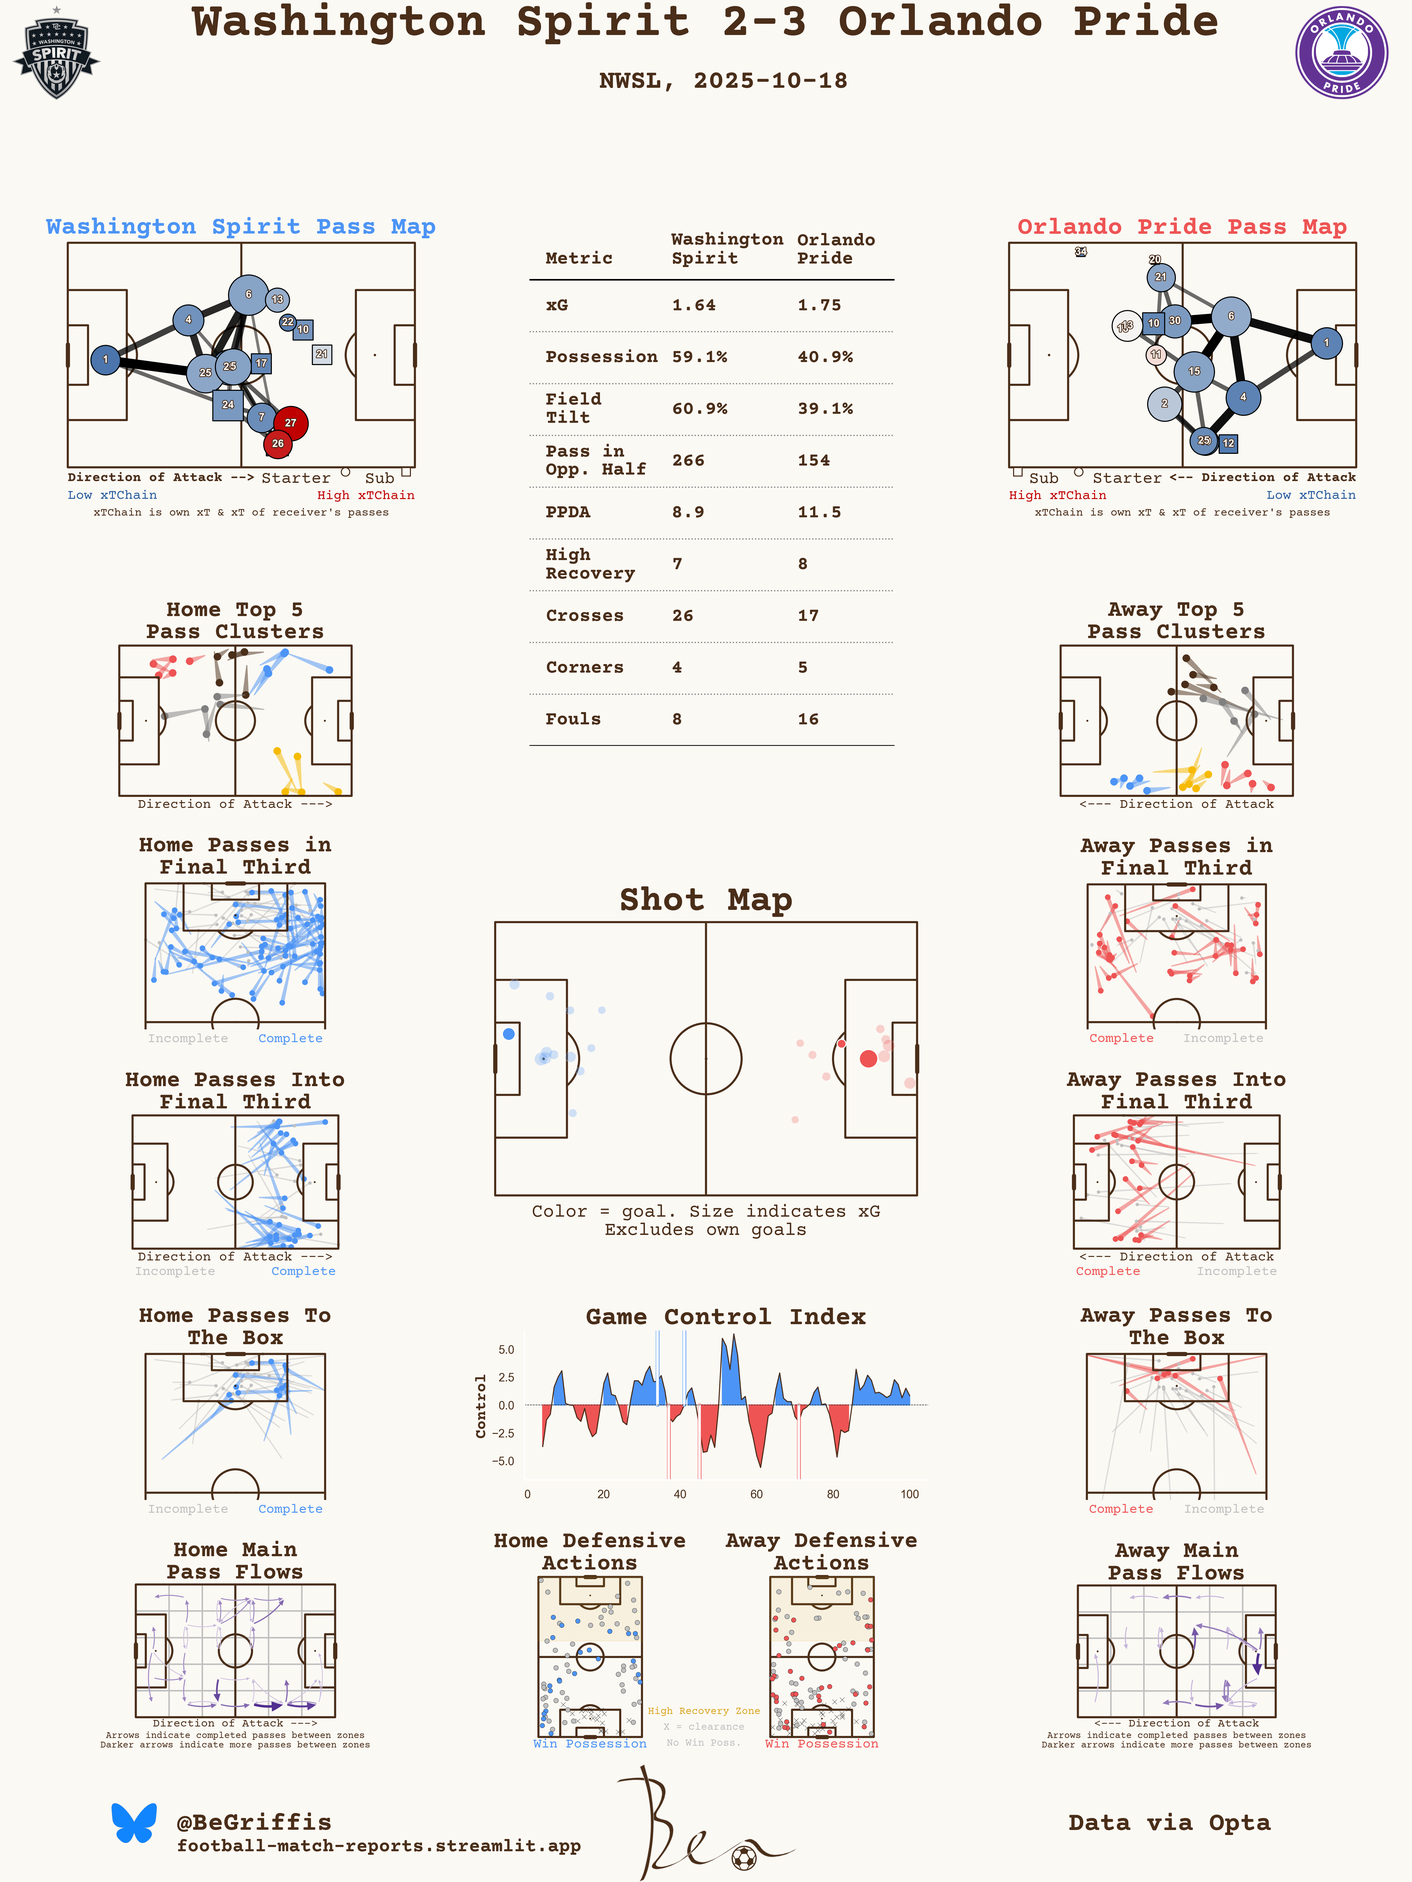 Washington Spirit 2-3 Orlando Pride
NWSL, 2025-10-18
WASHINGTON
SPIRIT
ORLANDO
PRIDE
Washington Spirit Pass Map
1
4
6
13
22
10
21
25
25
17
24
7
27
26
Direction of Attack --> Starter Sub
Low xTChain High xTChain
xTChain is own xT & xT of receiver's passes
Metric Washington Spirit Orlando Pride
xG 1.64 1.75
Possession 59.1% 40.9%
Field Tilt 60.9% 39.1%
Pass in Opp. Half 266 154
PPDA 8.9 11.5
High Recovery 7 8
Crosses 26 17
Corners 4 5
Fouls 8 16
Orlando Pride Pass Map
34
20
21
13
10
30
6
1
11
15
2
4
25
12
Sub Starter <-- Direction of Attack
High xTChain Low xTChain
xTChain is own xT & xT of receiver's passes
Home Top 5
Pass Clusters
Direction of Attack --->
Away Top 5
Pass Clusters
<--- Direction of Attack
Home Passes in
Final Third
Incomplete Complete
Away Passes in
Final Third
Complete Incomplete
Shot Map
Color = goal. Size indicates xG
Excludes own goals
Home Passes Into
Final Third
Direction of Attack --->
Incomplete Complete
Away Passes Into
Final Third
<--- Direction of Attack
Complete Incomplete
Home Passes To
The Box
Incomplete Complete
Game Control Index
Control
5.0
2.5
0.0
−2.5
−5.0
0 20 40 60 80 100
Away Passes To
The Box
Complete Incomplete
Home Main
Pass Flows
Direction of Attack --->
Arrows indicate completed passes between zones
Darker arrows indicate more passes between zones
Home Defensive
Actions
Win Possession
High Recovery Zone
X = clearance
No Win Poss.
Away Defensive
Actions
Win Possession
Away Main
Pass Flows
<--- Direction of Attack
Arrows indicate completed passes between zones
Darker arrows indicate more passes between zones
@BeGriffis
football-match-reports.streamlit.app
Ben
Data via Opta